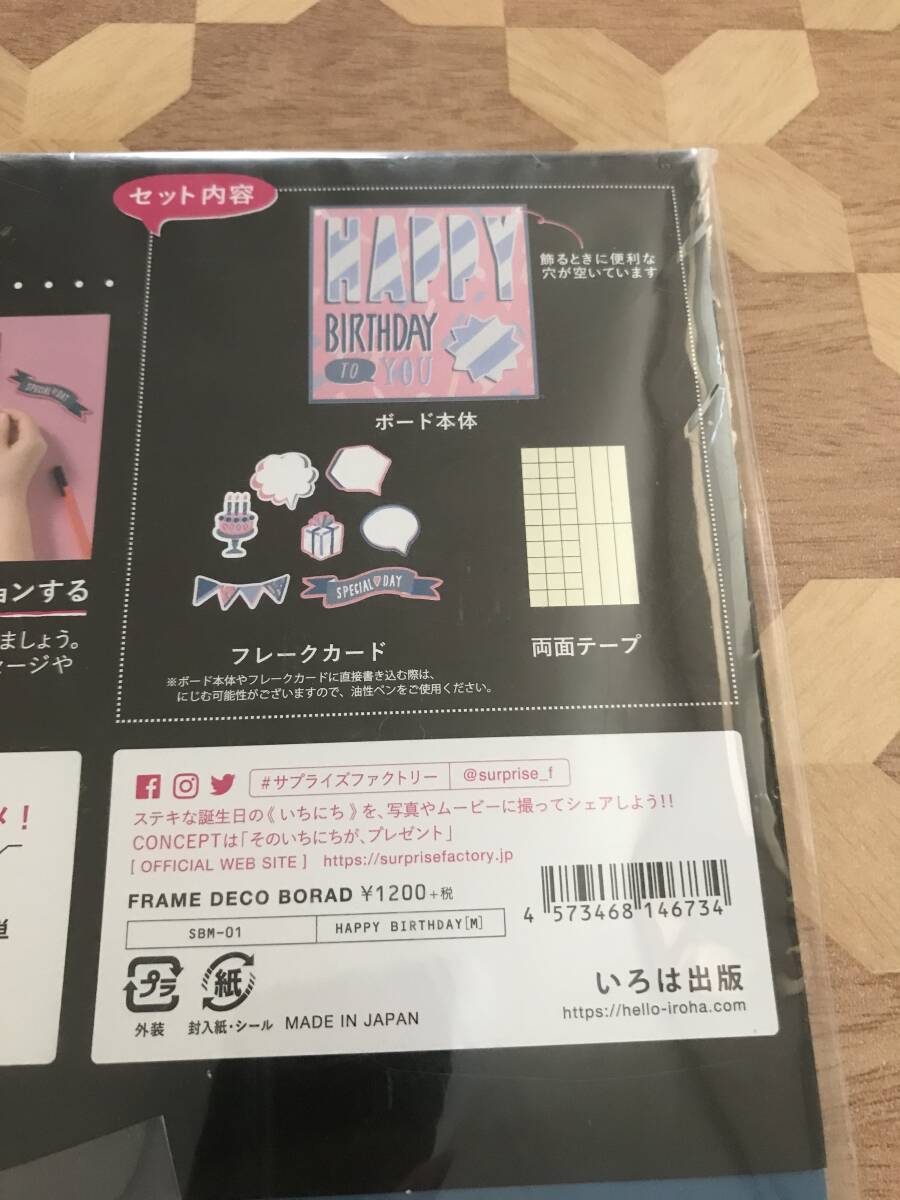 セット内容
HAPPY
BIRTHDAY
TO YOU
飾るときに便利な
穴が空いています
ボード本体
SPECIAL DAY
SPECIAL DAY
フレークカード
両面テープ
※ボード本体やフレークカードに直接書き込む際は、
にじむ可能性がございますので、油性ペンをご使用ください。
ョンする
ましょう。
セージや
メ!
単
#サプライズファクトリー @surprise_f
ステキな誕生日の《いちにち》を、写真やムービーに撮ってシェアしよう!!
CONCEPTは「そのいちにちが、プレゼント」
[OFFICIAL WEB SITE] https://surprisefactory.jp
FRAME DECO BORAD ¥1200+税
SBM-01 HAPPY BIRTHDAY[M]
4 573468 146734
プラ 紙
外装 封入紙・シール MADE IN JAPAN
いろは出版
https://hello-iroha.com